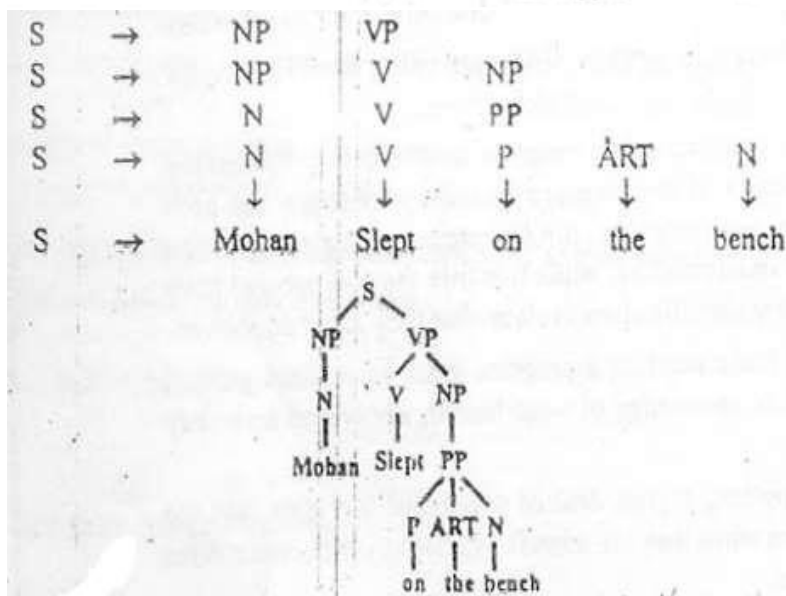 S → NP VP
S → NP V NP
S → N V PP
S → N V P ÅRT N
↓ ↓ ↓ ↓ ↓
S → Mohan Slept on the bench
S
NP VP
N V NP
Mohan Slept PP
P ART N
on the bench